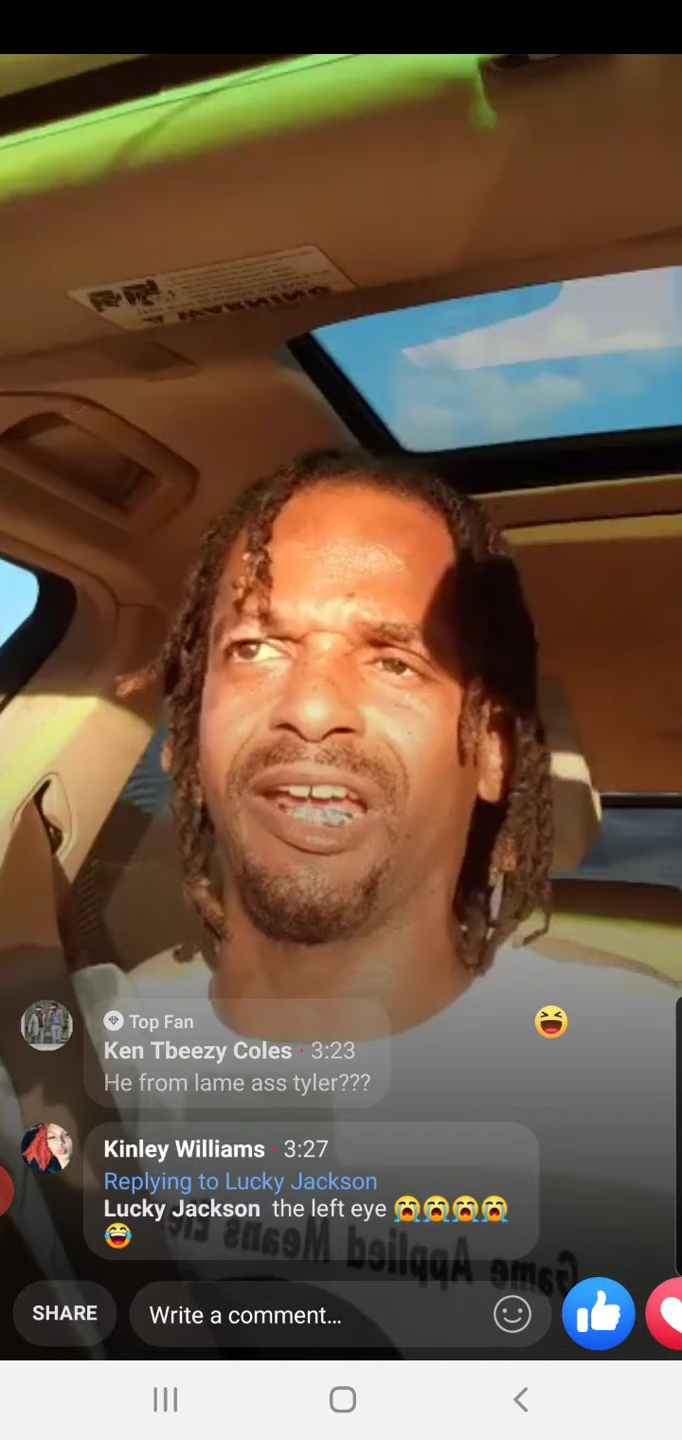 WARNING
Top Fan
Ken Tbeezy Coles · 3:23
He from lame ass tyler???
Kinley Williams · 3:27
Replying to Lucky Jackson
Lucky Jackson the left eye 😭😭😭😭
😂
Game Applied Means
SHARE
Write a comment...